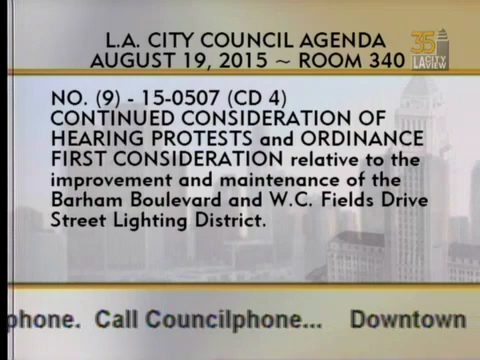 L.A. CITY COUNCIL AGENDA
AUGUST 19, 2015 ~ ROOM 340
35
LACITY
VIEW
NO. (9) - 15-0507 (CD 4)
CONTINUED CONSIDERATION OF
HEARING PROTESTS and ORDINANCE
FIRST CONSIDERATION relative to the
improvement and maintenance of the
Barham Boulevard and W.C. Fields Drive
Street Lighting District.
phone. Call Councilphone... Downtown